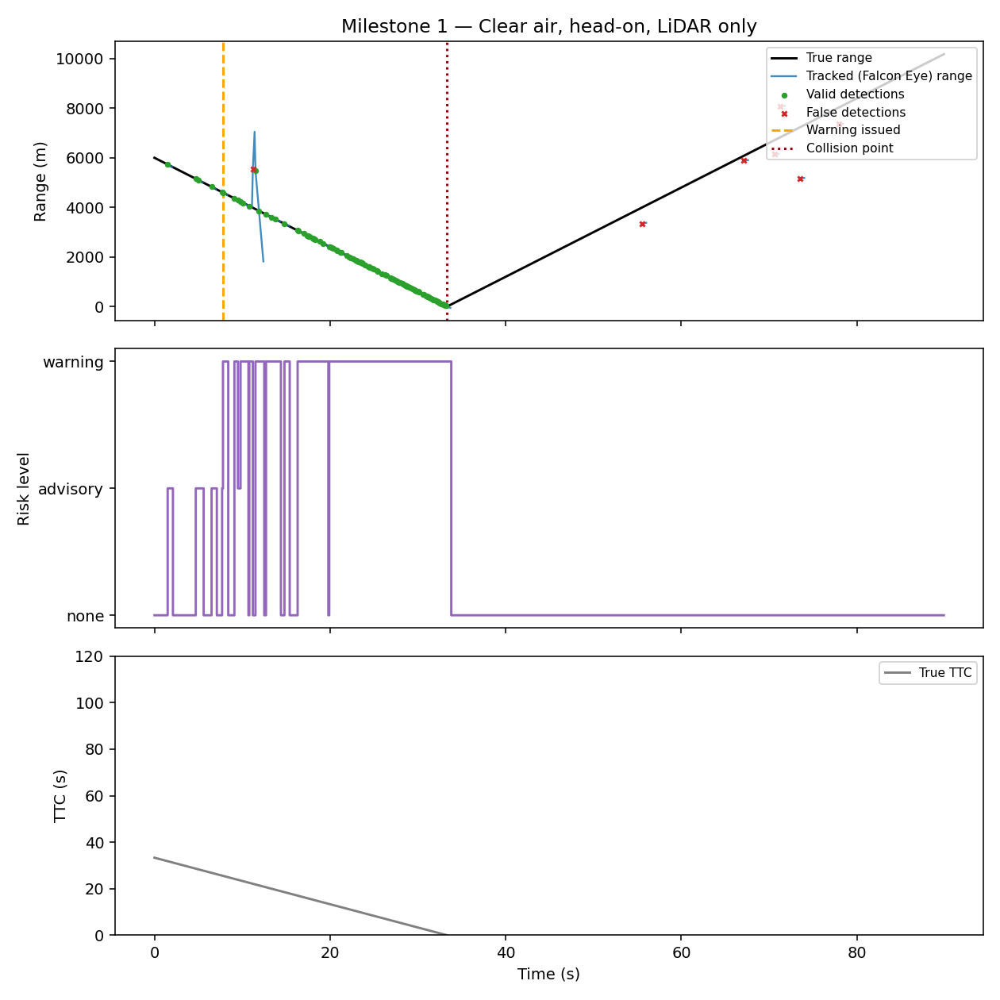 Milestone 1 — Clear air, head-on, LiDAR only
Range (m)
10000
8000
6000
4000
2000
0
True range
Tracked (Falcon Eye) range
Valid detections
False detections
Warning issued
Collision point
Risk level
warning
advisory
none
TTC (s)
120
100
80
60
40
20
0
True TTC
0 20 40 60 80
Time (s)